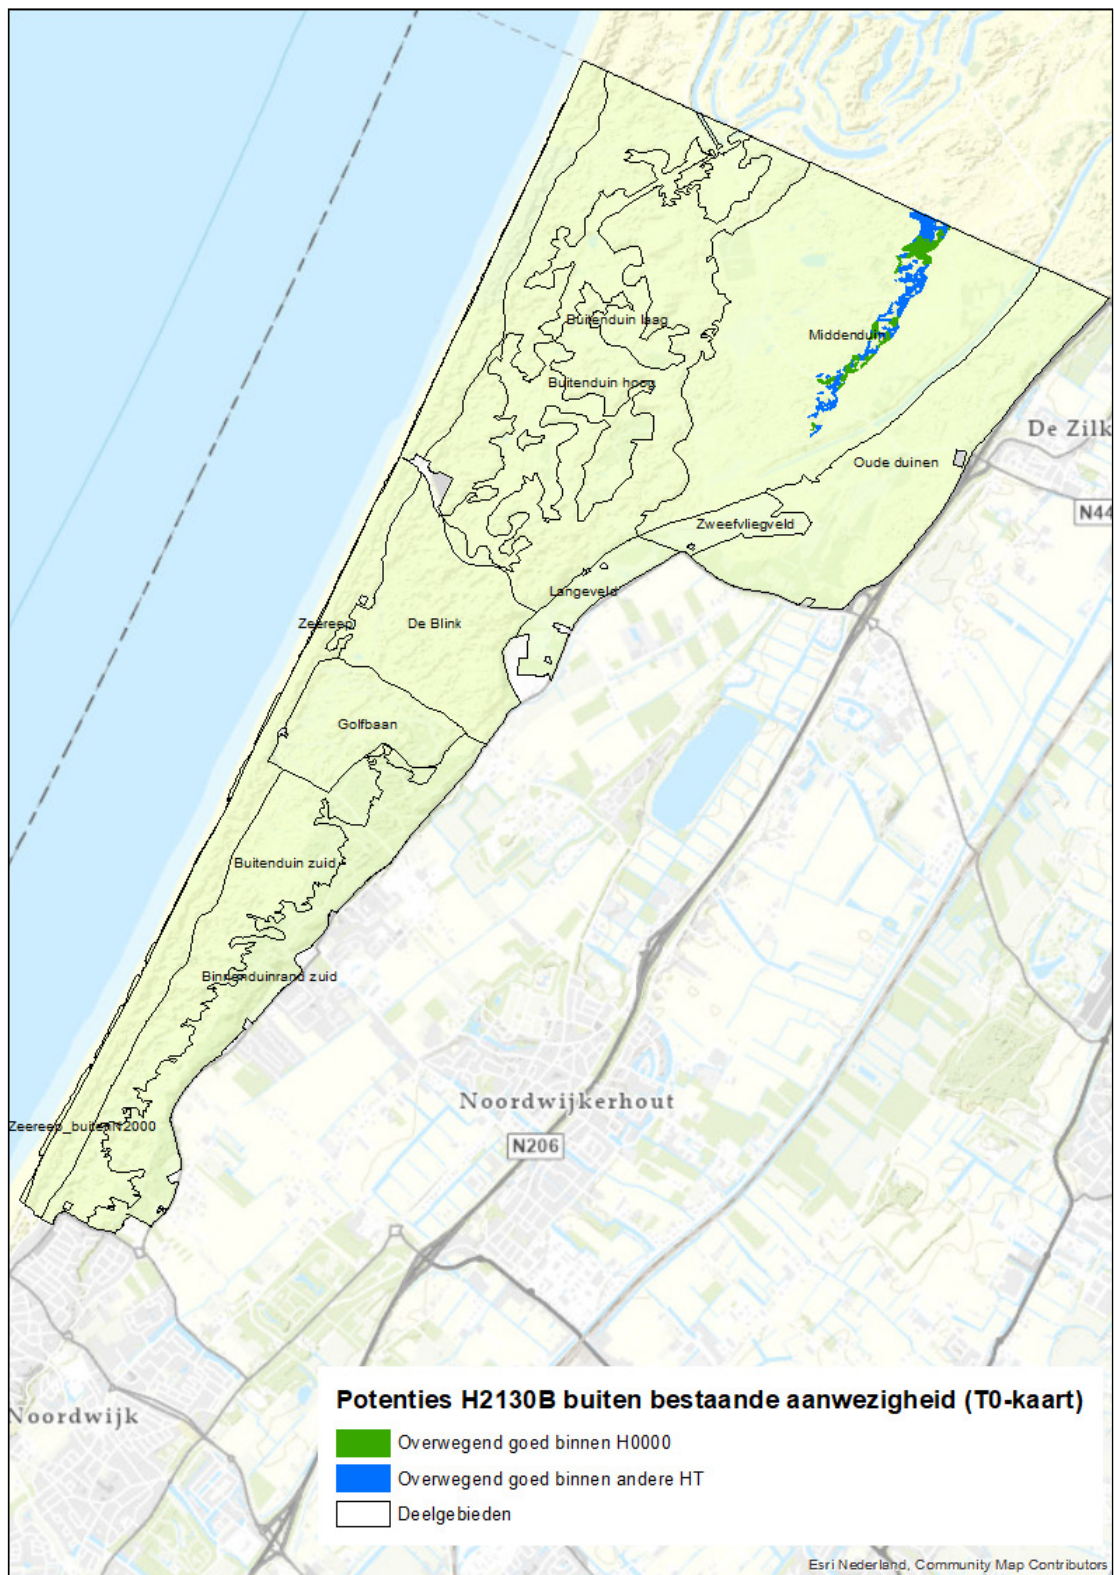 Buitenduin laag
Middenduin
Buitenduin hoog
De Zilk
Oude duinen
N44
Zweefvliegveld
Langeveld
Zeereep
De Blink
Golfbaan
Buitenduin zuid
Binnenduinrand zuid
Noordwijkerhout
Zeereep_buitenN2000
N206
Noordwijk
Potenties H2130B buiten bestaande aanwezigheid (T0-kaart)
Overwegend goed binnen H0000
Overwegend goed binnen andere HT
Deelgebieden
Esri Nederland, Community Map Contributors